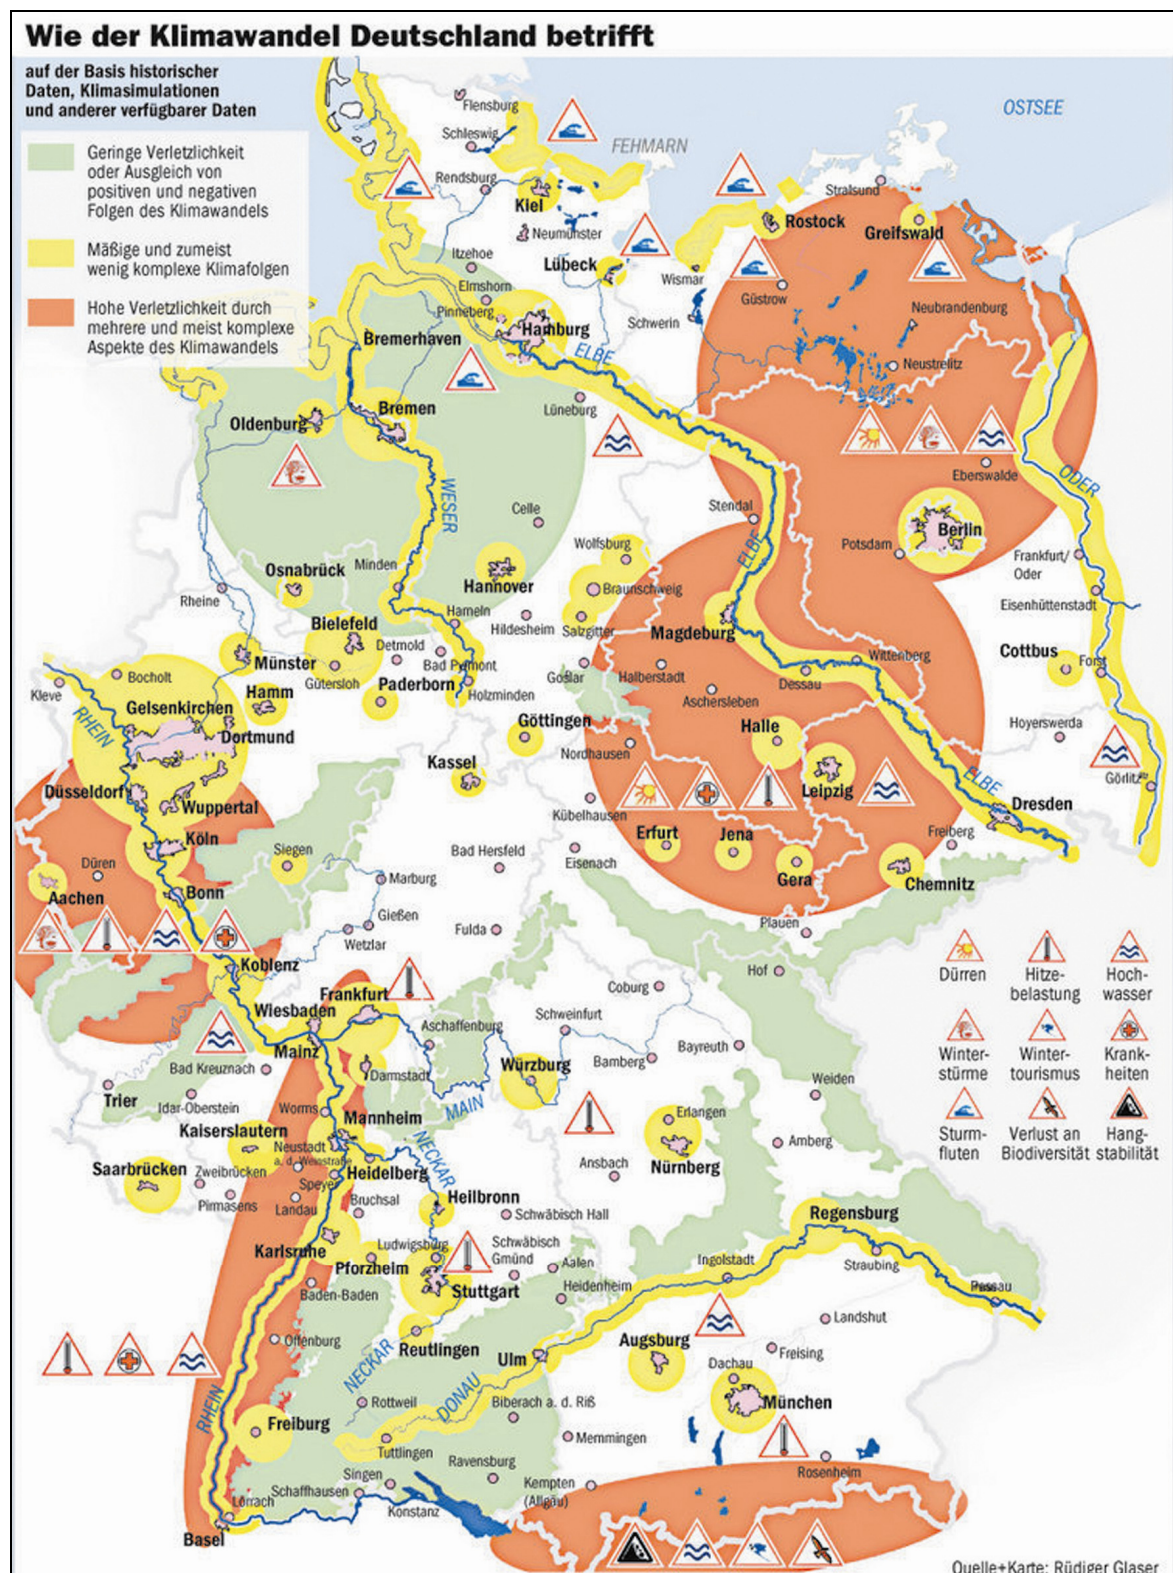 Wie der Klimawandel Deutschland betrifft
auf der Basis historischer
Daten, Klimasimulationen
und anderer verfügbarer Daten
Geringe Verletzlichkeit
oder Ausgleich von
positiven und negativen
Folgen des Klimawandels
Mäßige und zumeist
wenig komplexe Klimafolgen
Hohe Verletzlichkeit durch
mehrere und meist komplexe
Aspekte des Klimawandels
OSTSEE
Flensburg
Schleswig
FEHMARN
Rendsburg
Kiel
Stralsund
Rostock
Greifswald
Neumünster
Itzehoe
Lübeck
Wismar
Elmshorn
Güstrow
Pinneberg
Neubrandenburg
Schwerin
Hamburg
Bremerhaven
ELBE
Neustrelitz
Lüneburg
Bremen
Oldenburg
WESER
Eberswalde
ODER
Stendal
Celle
Berlin
Wolfsburg
ELBE
Potsdam
Frankfurt/
Oder
Osnabrück
Minden
Hannover
Braunschweig
Rheine
Eisenhüttenstadt
Hameln
Bielefeld
Hildesheim
Salzgitter
Magdeburg
Detmold
Bad Pyrmont
Münster
Gütersloh
Wittenberg
Cottbus
Forst
Bocholt
Kleve
Hamm
Paderborn
Holzminden
Goslar
Halberstadt
Dessau
Aschersleben
RHEIN
Gelsenkirchen
Dortmund
Göttingen
Halle
Hoyerswerda
Nordhausen
Kassel
ELBE
Görlitz
Düsseldorf
Wuppertal
Leipzig
Dresden
Kübelhausen
Köln
Erfurt
Jena
Freiberg
Siegen
Bad Hersfeld
Eisenach
Düren
Marburg
Gera
Chemnitz
Aachen
Bonn
Gießen
Wetzlar
Fulda
Plauen
Koblenz
Hof
Dürren
Hitze-
belastung
Hoch-
wasser
Frankfurt
Coburg
Wiesbaden
Aschaffenburg
Schweinfurt
Mainz
Bayreuth
Winter-
stürme
Winter-
tourismus
Krank-
heiten
Bad Kreuznach
Darmstadt
Würzburg
Bamberg
Weiden
Trier
Idar-Oberstein
Worms
MAIN
Erlangen
Mannheim
Kaiserslautern
Neustadt
a. d. Weinstraße
NECKAR
Amberg
Sturm-
fluten
Verlust an
Biodiversität
Hang-
stabilität
Saarbrücken
Zweibrücken
Heidelberg
Ansbach
Nürnberg
Speyer
Pirmasens
Landau
Bruchsal
Heilbronn
Schwäbisch Hall
Regensburg
Karlsruhe
Ludwigsburg
Schwäbisch
Gmünd
Aalen
Pforzheim
Ingolstadt
Straubing
Stuttgart
Heidenheim
Passau
Baden-Baden
Landshut
Offenburg
Reutlingen
Augsburg
Ulm
Freising
Dachau
NECKAR
RHEIN
Rottweil
DONAU
Biberach a. d. Riß
München
Freiburg
Memmingen
Tuttlingen
Ravensburg
Rosenheim
Singen
Kempten
(Allgäu)
Schaffhausen
Lörrach
Konstanz
Basel
Quelle+Karte: Rüdiger Glaser